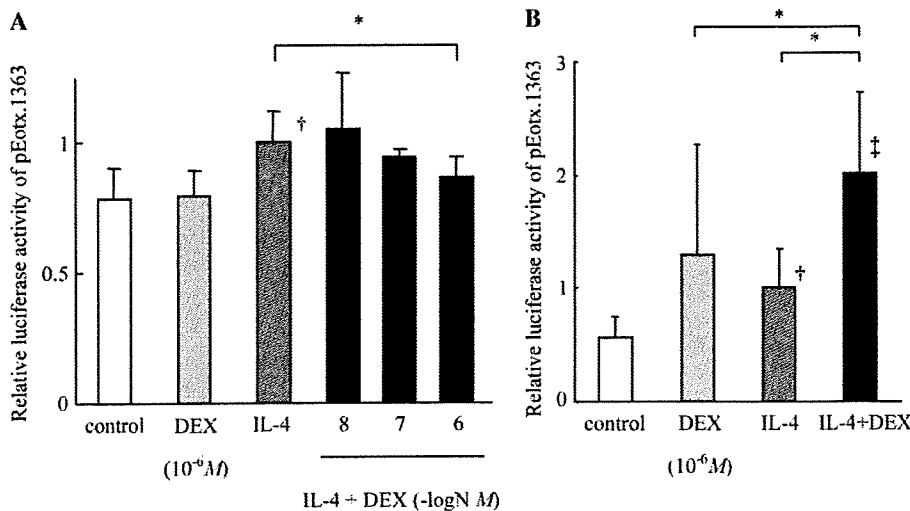 A
Relative luciferase activity of pEotx.1363
*
1
0.5
0
†
control DEX IL-4 8 7 6
(10⁻⁶M)
IL-4 + DEX (-logN M)
B
Relative luciferase activity of pEotx.1363
*
*
3
2
1
0
†
‡
control DEX IL-4 IL-4+DEX
(10⁻⁶M)